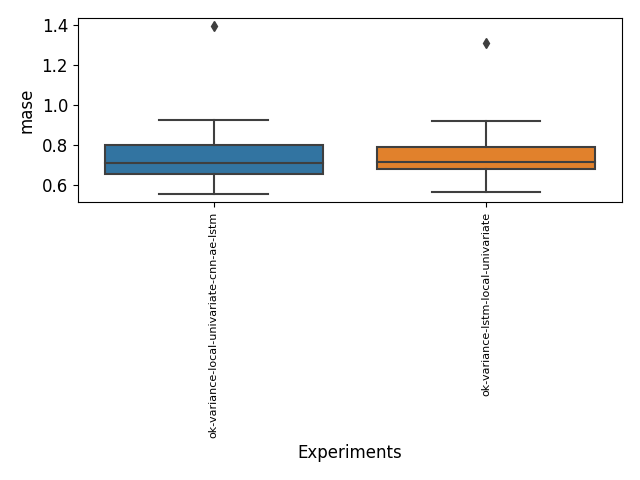 1.4
1.2
1.0
0.8
0.6
mase
ok-variance-local-univariate-cnn-ae-lstm
ok-variance-lstm-local-univariate
Experiments